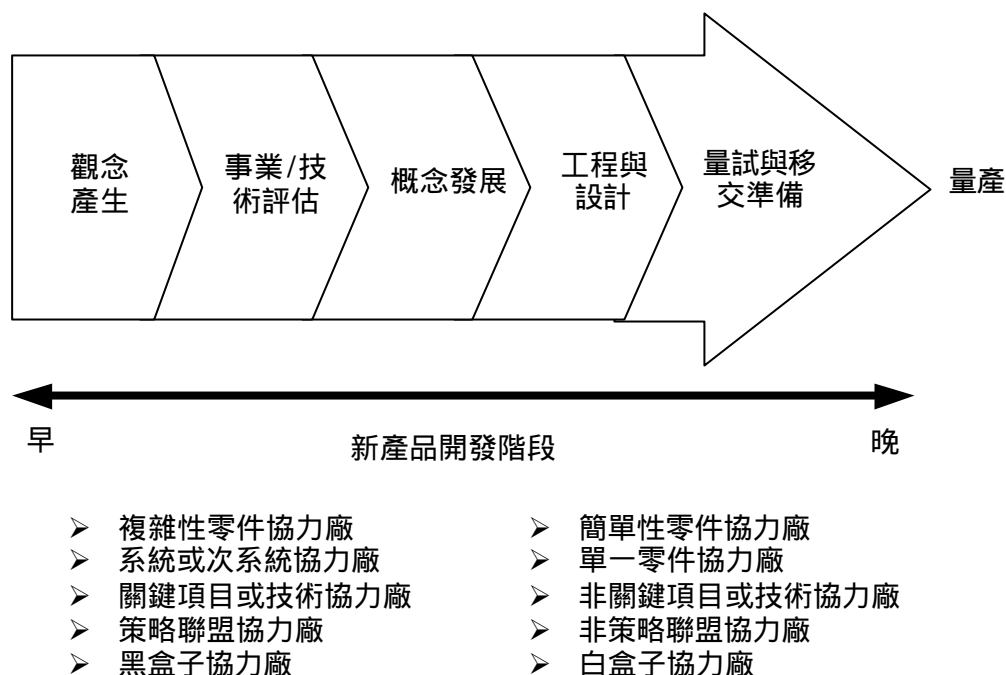 觀念
產生
事業/技
術評估
概念發展
工程與
設計
量試與移
交準備
量產
早
新產品開發階段
晚
➢ 複雜性零件協力廠
➢ 系統或次系統協力廠
➢ 關鍵項目或技術協力廠
➢ 策略聯盟協力廠
➢ 黑盒子協力廠
➢ 簡單性零件協力廠
➢ 單一零件協力廠
➢ 非關鍵項目或技術協力廠
➢ 非策略聯盟協力廠
➢ 白盒子協力廠